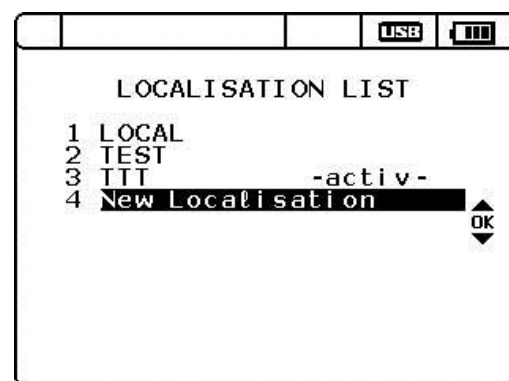 USB
LOCALISATION LIST
1 LOCAL
2 TEST
3 TTT -activ-
4 New Localisation
OK